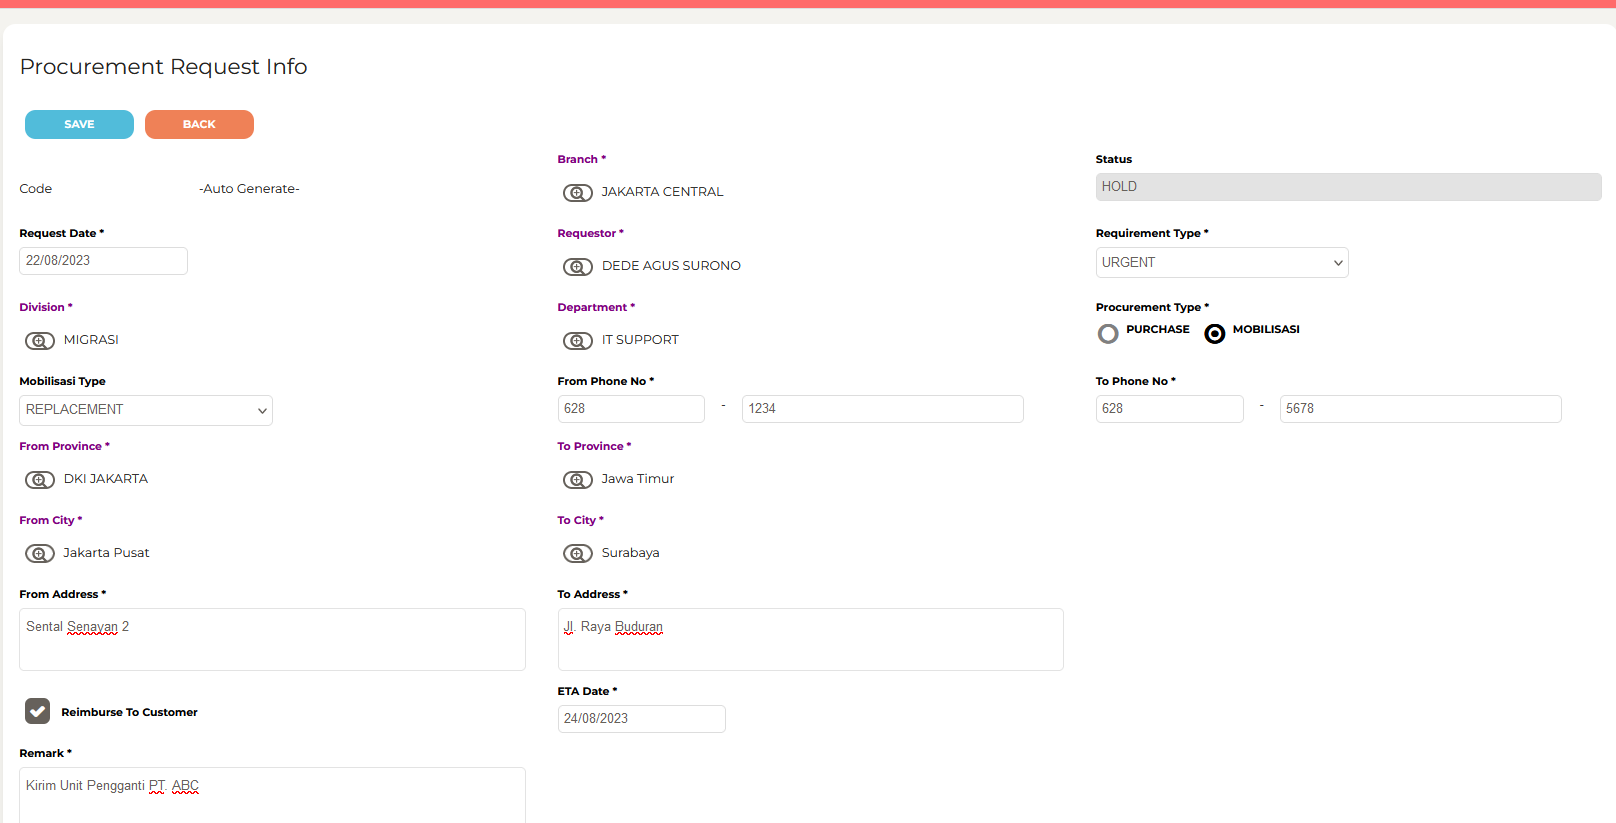 Procurement Request Info
SAVE BACK
Branch * Status
Code -Auto Generate- JAKARTA CENTRAL HOLD
Request Date * Requestor * Requirement Type *
22/08/2023 DEDE AGUS SURONO URGENT
Division * Department * Procurement Type *
MIGRASI IT SUPPORT PURCHASE MOBILISASI
Mobilisasi Type From Phone No * To Phone No *
REPLACEMENT 628 - 1234 628 - 5678
From Province * To Province *
DKI JAKARTA Jawa Timur
From City * To City *
Jakarta Pusat Surabaya
From Address * To Address *
Sental Senayan 2 Jl. Raya Buduran
ETA Date *
Reimburse To Customer 24/08/2023
Remark *
Kirim Unit Pengganti PT. ABC